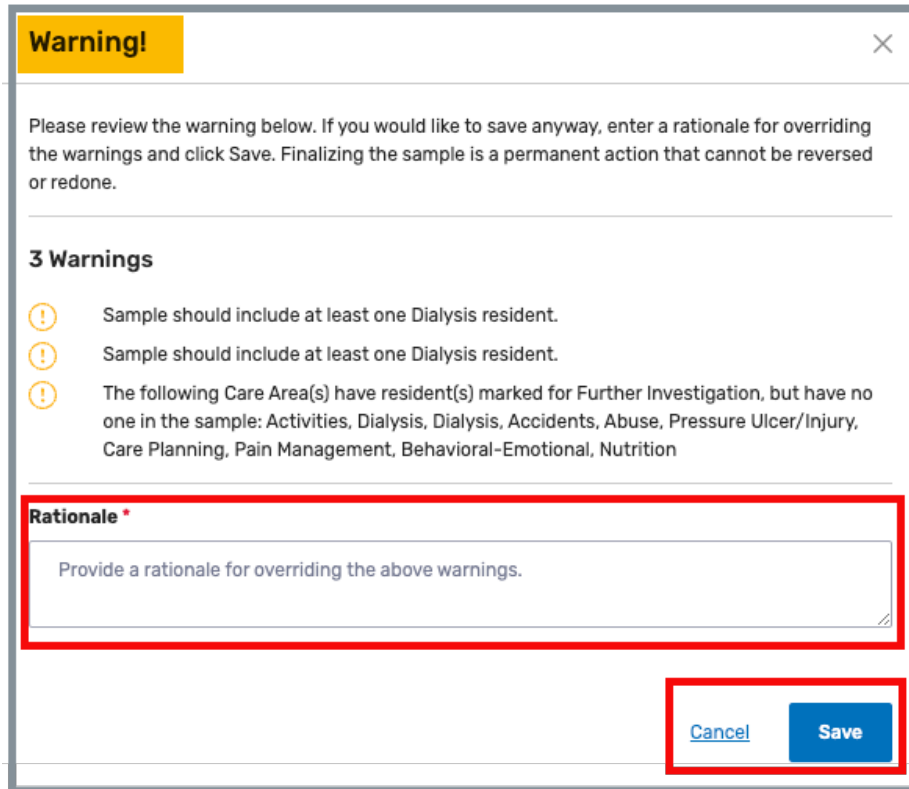 Warning!
Please review the warning below. If you would like to save anyway, enter a rationale for overriding
the warnings and click Save. Finalizing the sample is a permanent action that cannot be reversed
or redone.
3 Warnings
Sample should include at least one Dialysis resident.
Sample should include at least one Dialysis resident.
The following Care Area(s) have resident(s) marked for Further Investigation, but have no
one in the sample: Activities, Dialysis, Dialysis, Accidents, Abuse, Pressure Ulcer/Injury,
Care Planning, Pain Management, Behavioral-Emotional, Nutrition
Rationale *
Provide a rationale for overriding the above warnings.
Cancel Save